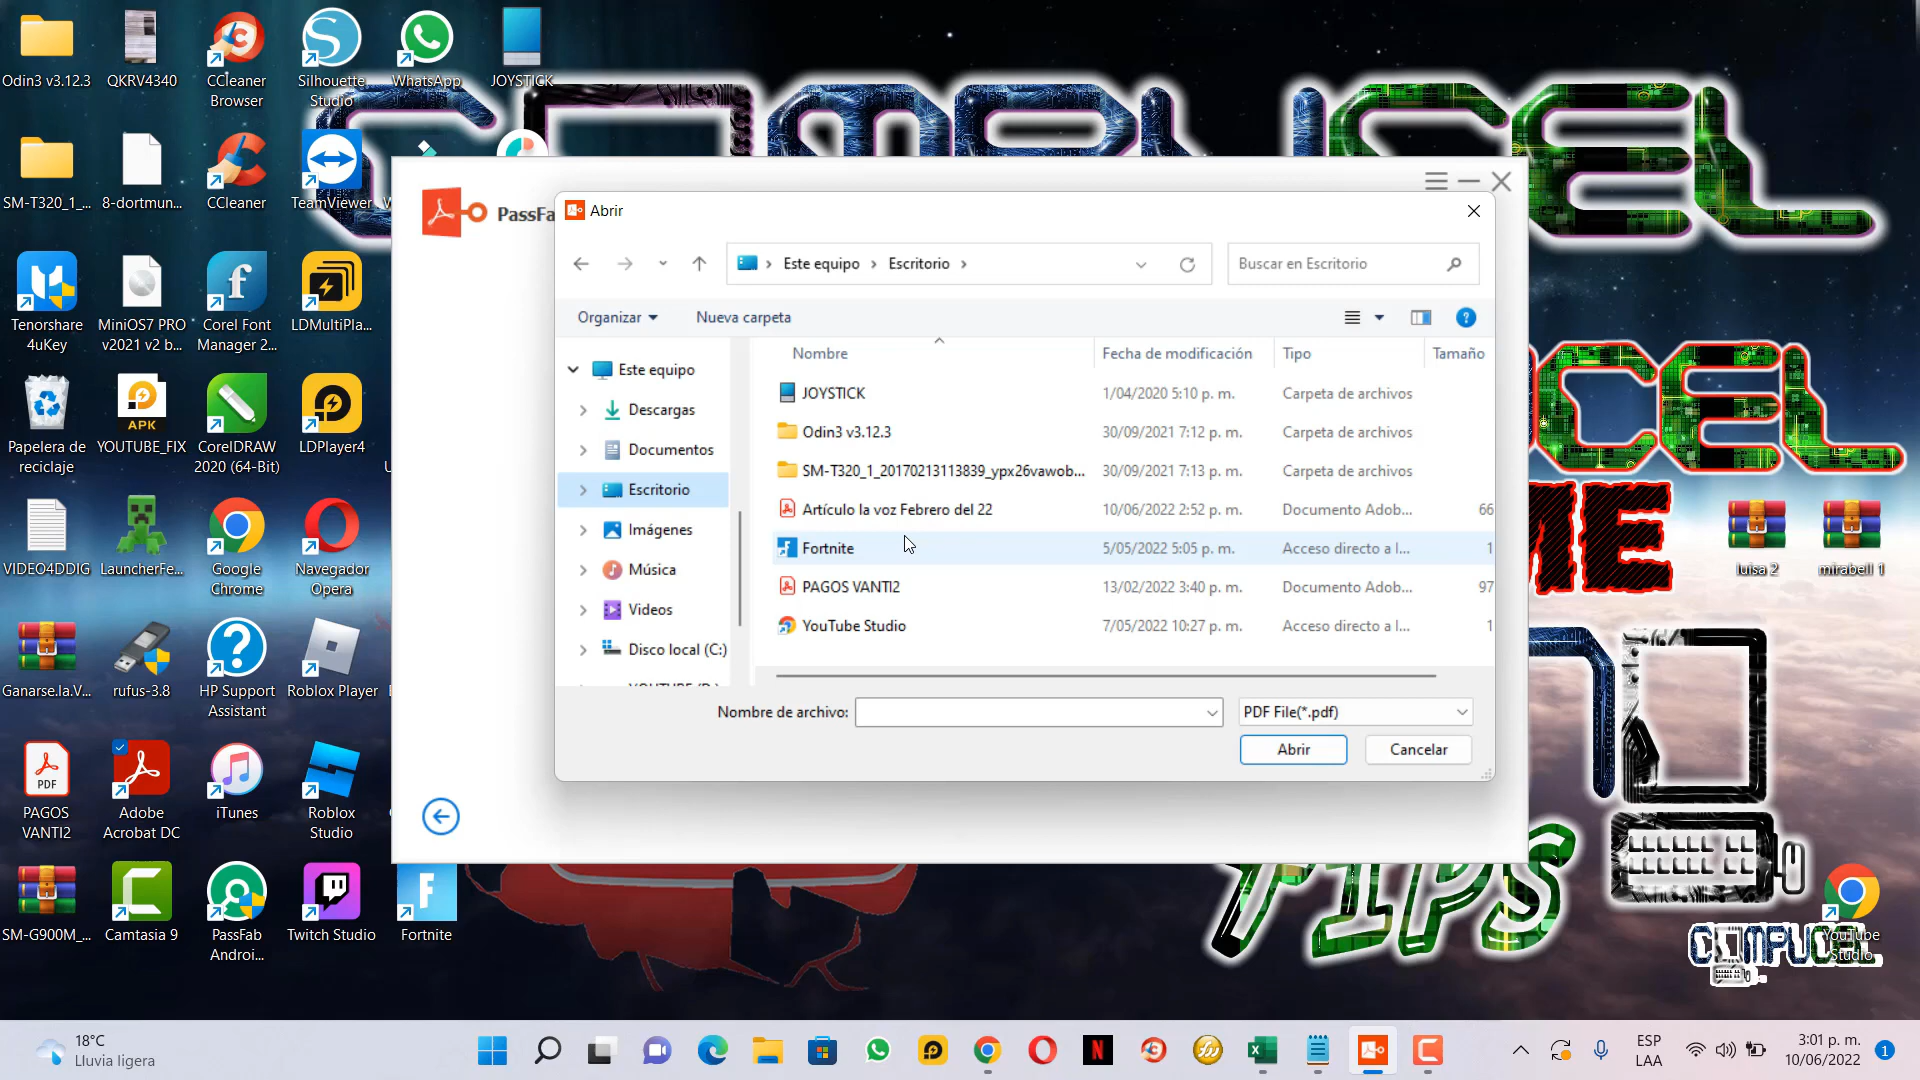 Odin3 v3.12.3
QKRV4340
CCleaner
Browser
Silhouette
Studio
WhatsApp
JOYSTICK
SM-T320_1_...
8-dortmun...
CCleaner
TeamViewer
Tenorshare
4uKey
MiniOS7 PRO
v2021 v2 b...
Corel Font
Manager 2...
LDMultiPla...
Papelera de
reciclaje
APK
YOUTUBE_FIX
CorelDRAW
2020 (64-Bit)
LDPlayer4
VIDEO4DDIG
LauncherFe...
Google
Chrome
Navegador
Opera
Ganarse.la.V...
rufus-3.8
HP Support
Assistant
Roblox Player
PDF
PAGOS
VANTI2
Adobe
Acrobat DC
iTunes
Roblox
Studio
SM-G900M_...
Camtasia 9
PassFab
Androi...
Twitch Studio
Fortnite
PassFa
Abrir
Este equipo
Escritorio
Buscar en Escritorio
Organizar
Nueva carpeta
Este equipo
Descargas
Documentos
Escritorio
Imágenes
Música
Videos
Disco local (C:)
Nombre
Fecha de modificación
Tipo
Tamaño
JOYSTICK
1/04/2020 5:10 p. m.
Carpeta de archivos
Odin3 v3.12.3
30/09/2021 7:12 p. m.
Carpeta de archivos
SM-T320_1_20170213113839_ypx26vawob...
30/09/2021 7:13 p. m.
Carpeta de archivos
Artículo la voz Febrero del 22
10/06/2022 2:52 p. m.
Documento Adob...
66
Fortnite
5/05/2022 5:05 p. m.
Acceso directo a l...
1
PAGOS VANTI2
13/02/2022 3:40 p. m.
Documento Adob...
97
YouTube Studio
7/05/2022 10:27 p. m.
Acceso directo a l...
1
Nombre de archivo:
PDF File(*.pdf)
Abrir
Cancelar
luisa 2
mirabell 1
TIPS
COMPUCEL
YouTube
Studio
18°C
Lluvia ligera
ESP
LAA
3:01 p. m.
10/06/2022
1